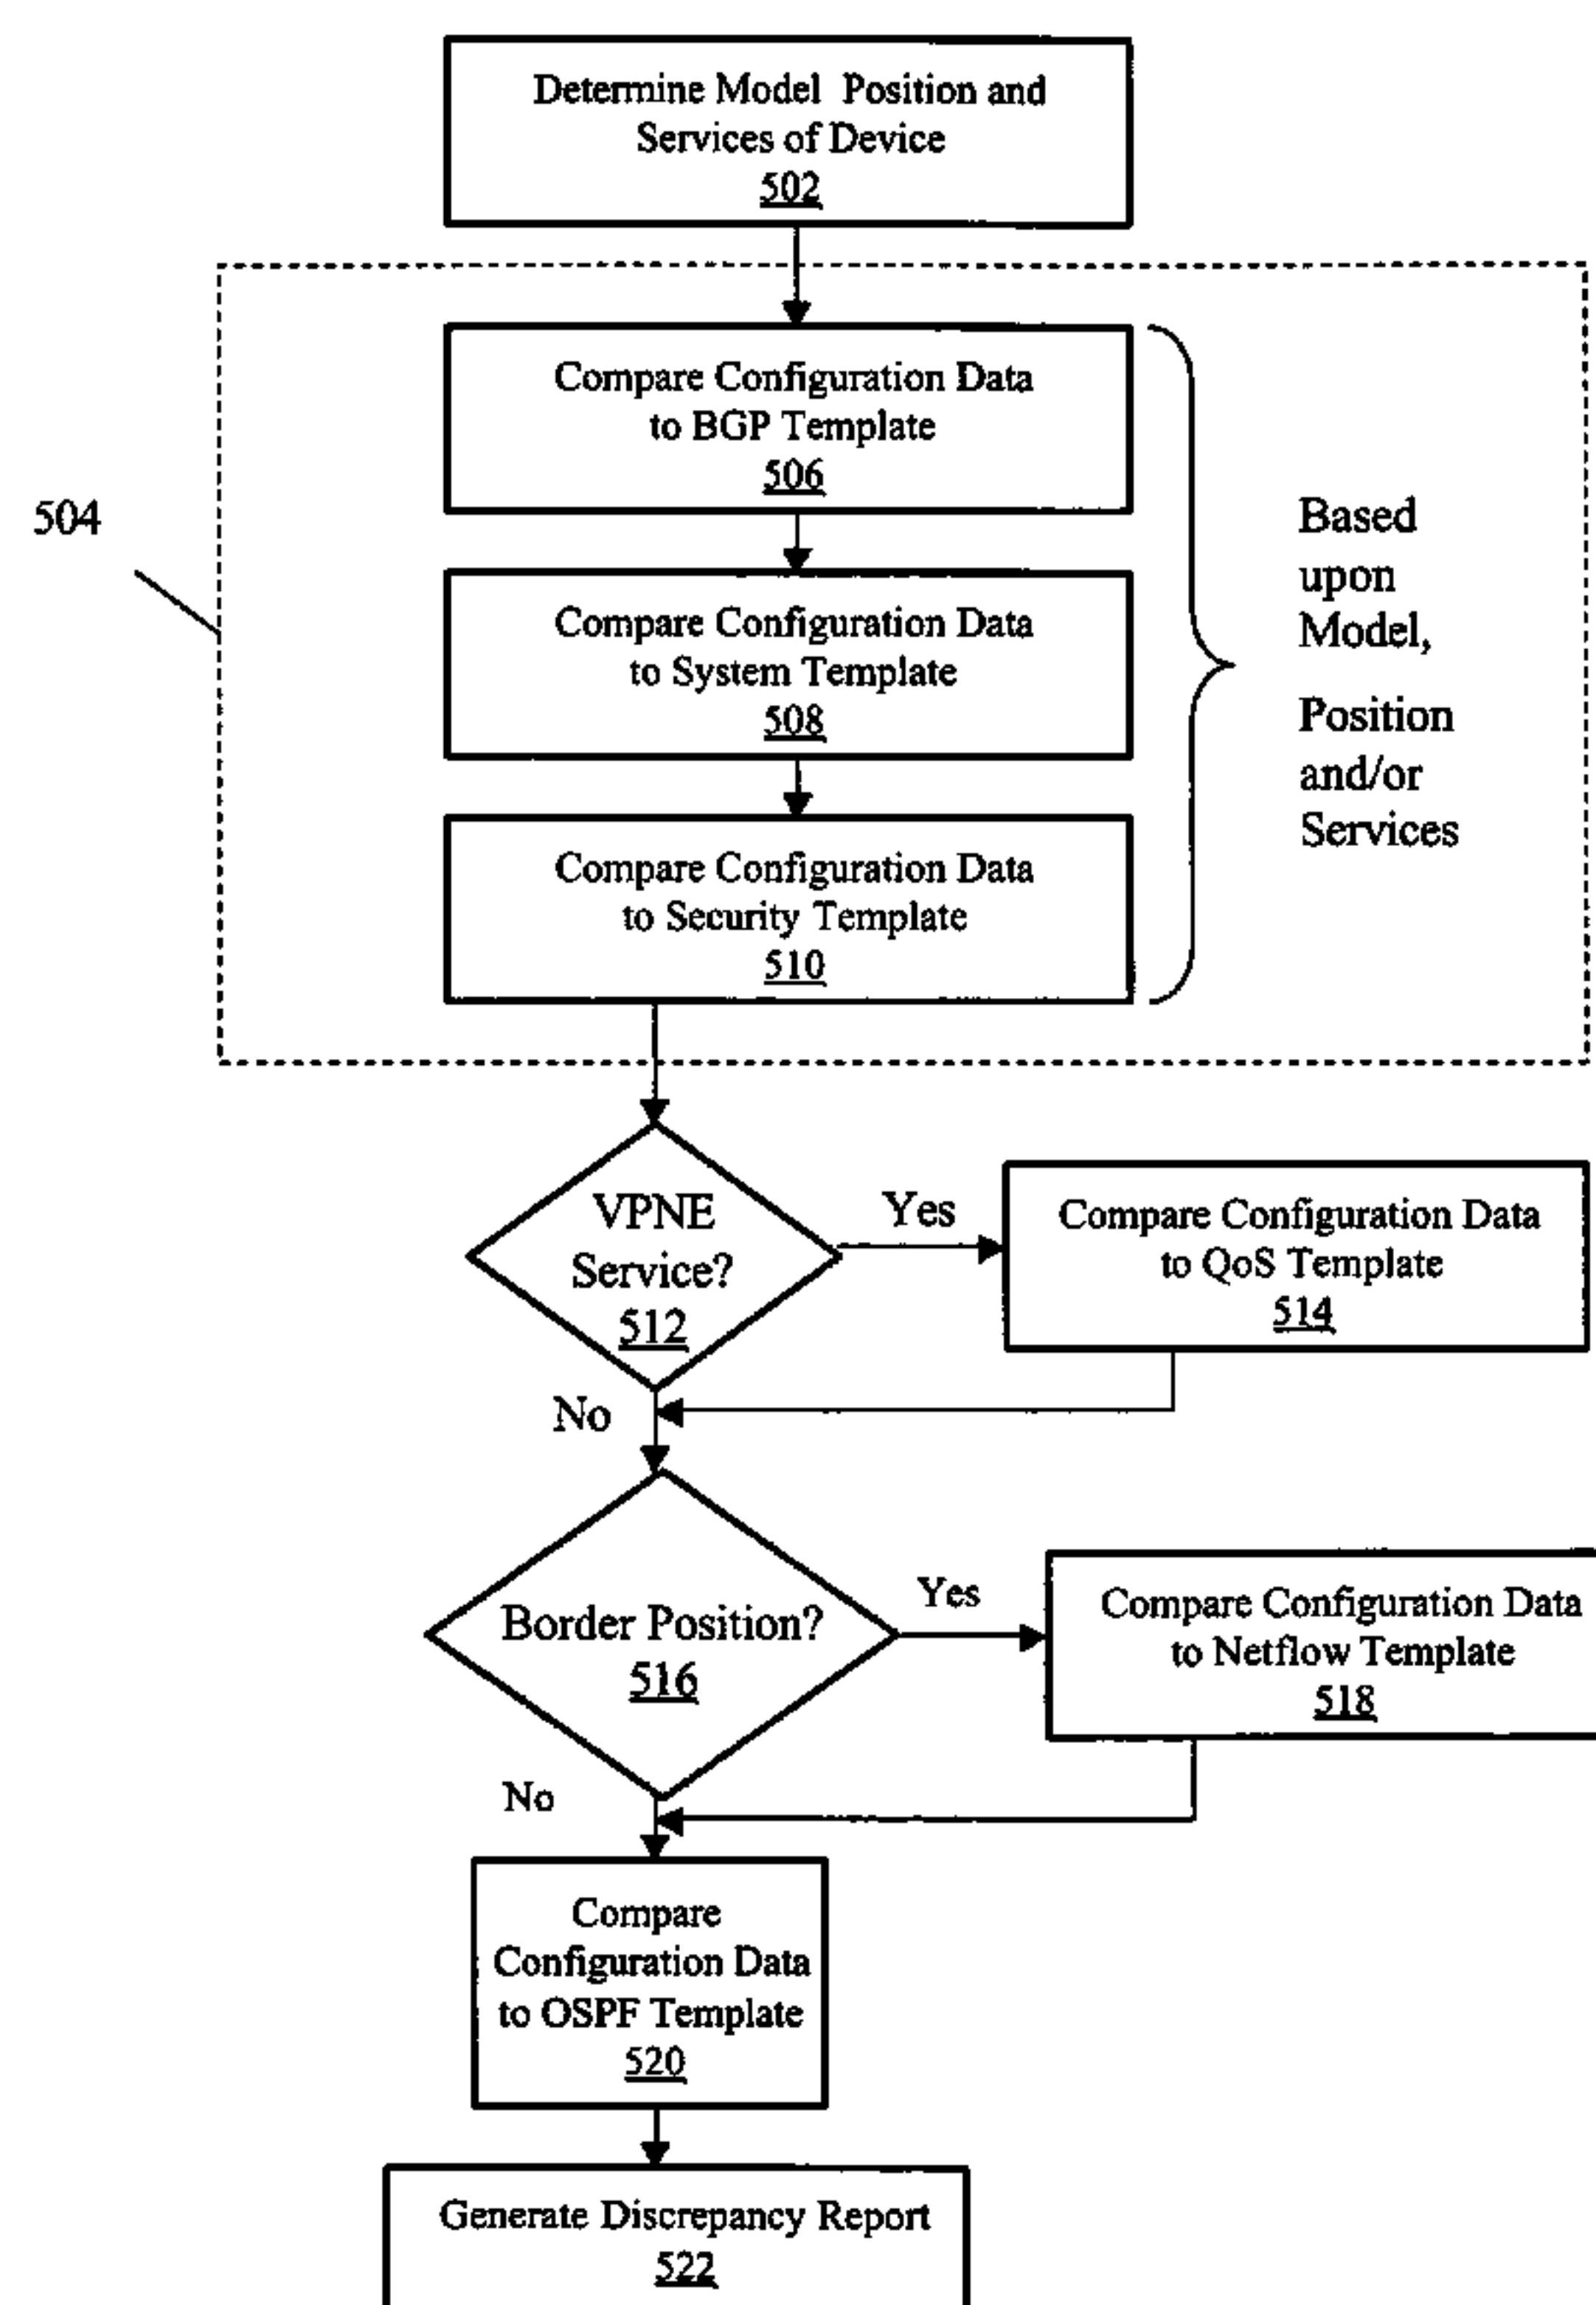 Determine Model Position and
Services of Device
502
504
Compare Configuration Data
to BGP Template
506
Compare Configuration Data
to System Template
508
Compare Configuration Data
to Security Template
510
Based
upon
Model,
Position
and/or
Services
VPNE
Service?
512
Yes
Compare Configuration Data
to QoS Template
514
No
Border Position?
516
Yes
Compare Configuration Data
to Netflow Template
518
No
Compare
Configuration Data
to OSPF Template
520
Generate Discrepancy Report
522